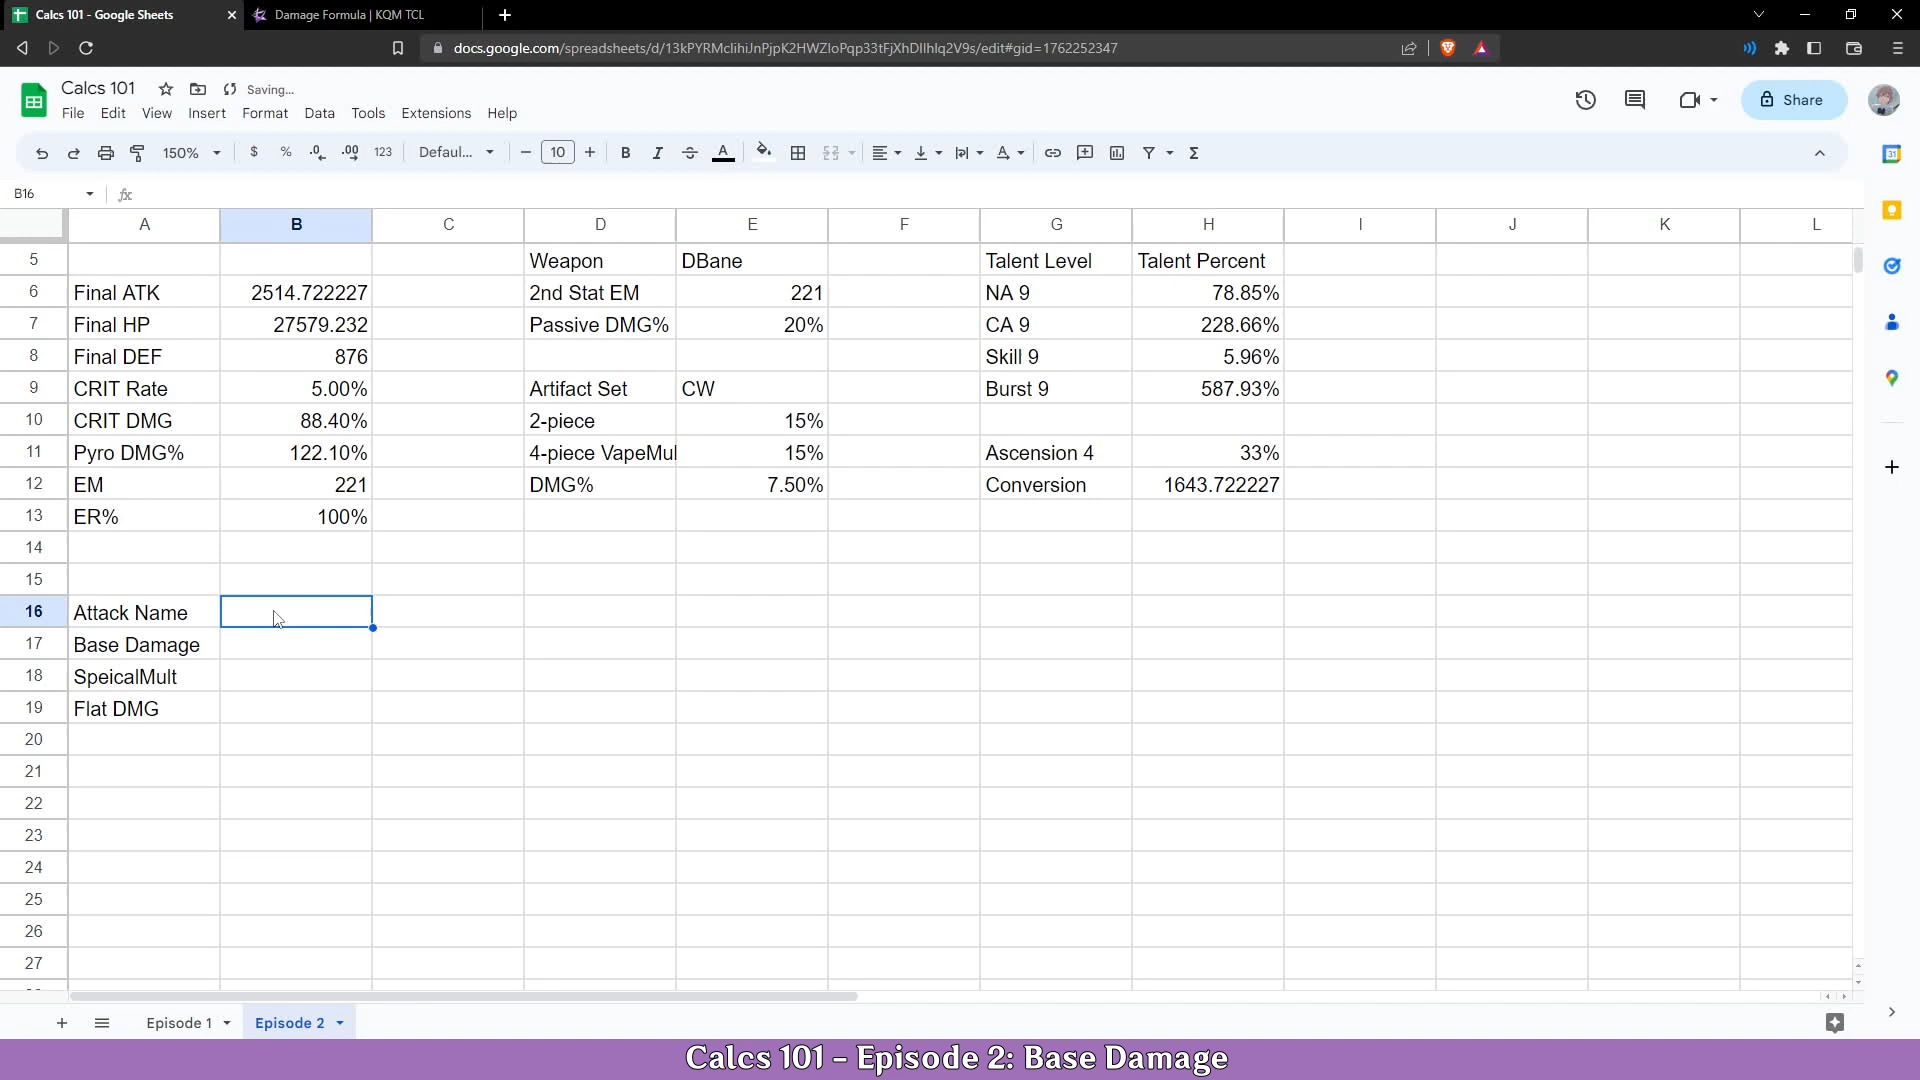 Calcs 101 - Google Sheets
Damage Formula | KQM TCL
docs.google.com/spreadsheets/d/13kPYRMcIihiJnPjpK2HWZIoPqp33tFjXhDIlhIq2V9s/edit#gid=1762252347
Calcs 101 Saving...
File Edit View Insert Format Data Tools Extensions Help
Share
150% $ % .0 .00 123 Defaul... 10 B I S A
B16 fx
A B C D E F G H I J K L
5 Weapon DBane Talent Level Talent Percent
6 Final ATK 2514.722227 2nd Stat EM 221 NA 9 78.85%
7 Final HP 27579.232 Passive DMG% 20% CA 9 228.66%
8 Final DEF 876 Skill 9 5.96%
9 CRIT Rate 5.00% Artifact Set CW Burst 9 587.93%
10 CRIT DMG 88.40% 2-piece 15%
11 Pyro DMG% 122.10% 4-piece VapeMul 15% Ascension 4 33%
12 EM 221 DMG% 7.50% Conversion 1643.722227
13 ER% 100%
14
15
16 Attack Name
17 Base Damage
18 SpeicalMult
19 Flat DMG
20
21
22
23
24
25
26
27
Episode 1 Episode 2
Calcs 101 - Episode 2: Base Damage